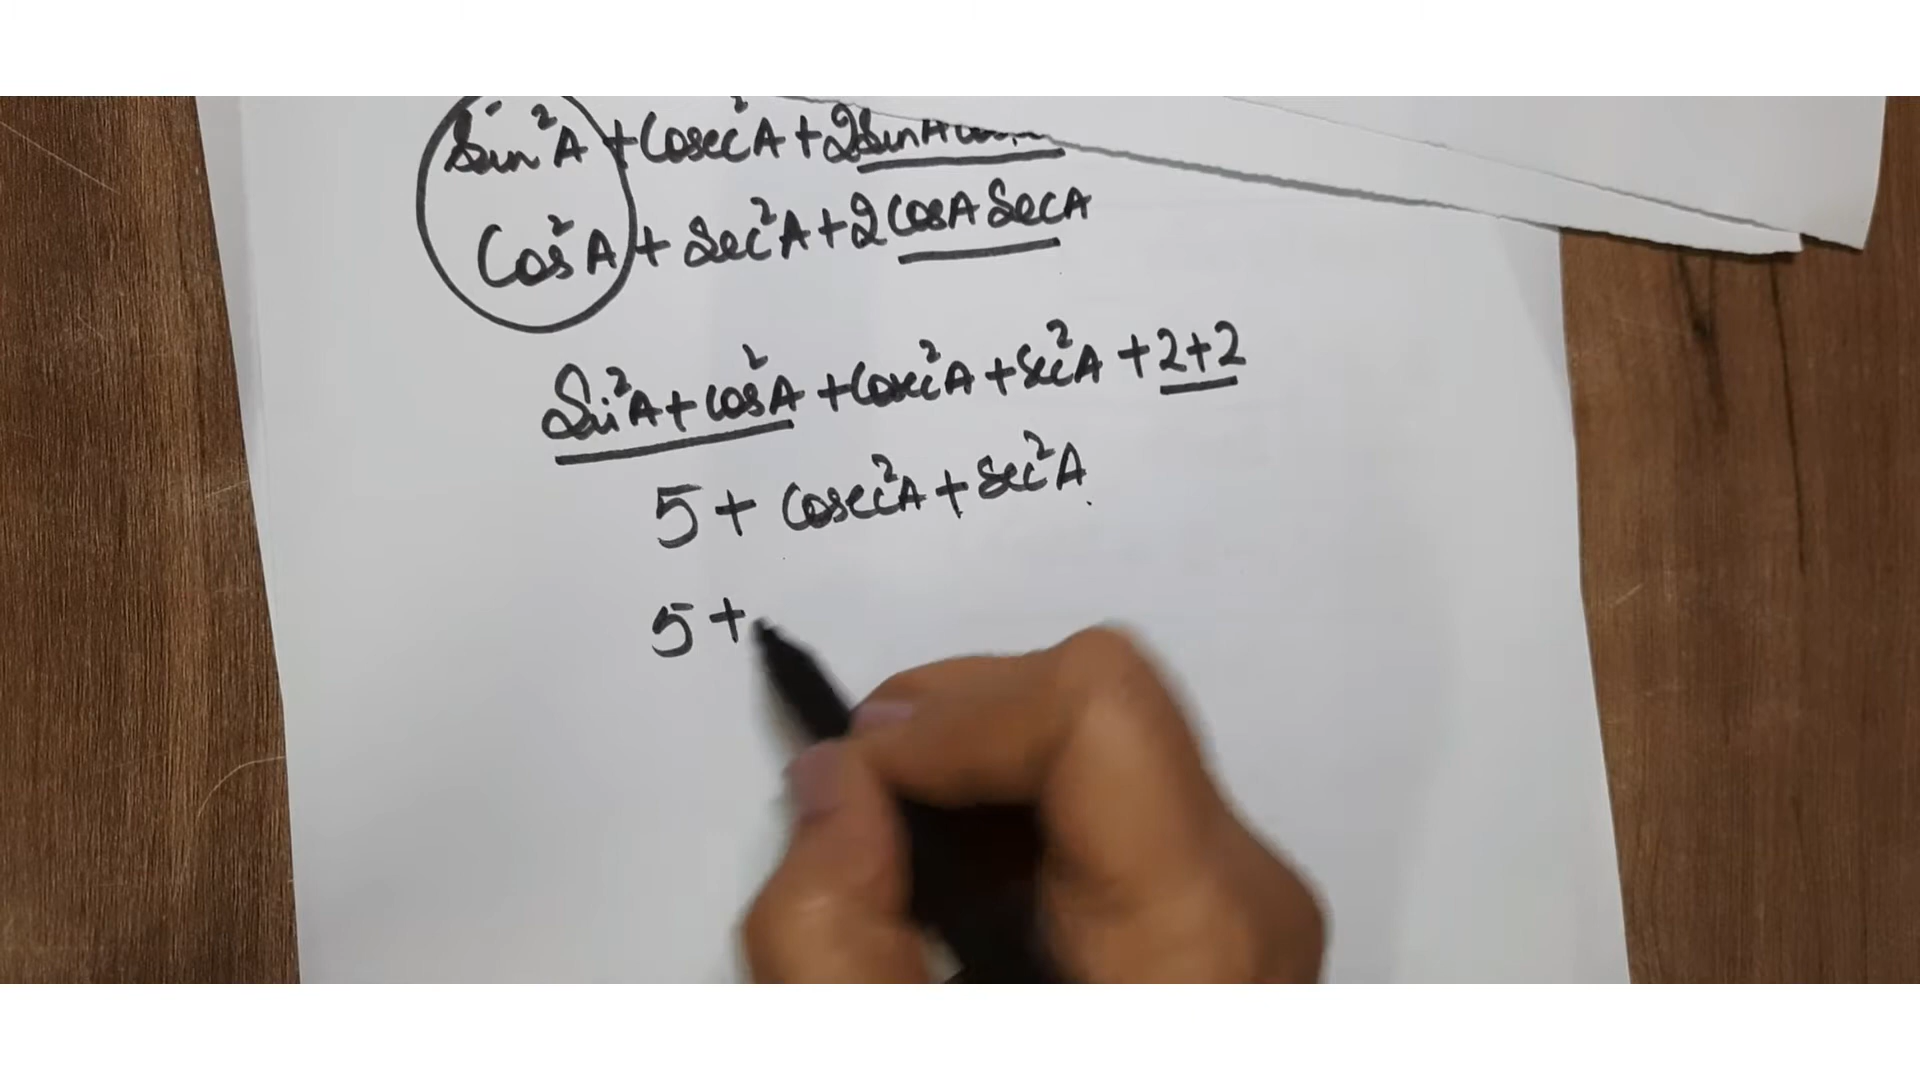 Sin²A + Cosec²A + 2SinA
Cos²A + Sec²A + 2CosA SecA
Sin²A + cos²A + Cosec²A + Sec²A + 2+2
5 + Cosec²A + Sec²A
5 +